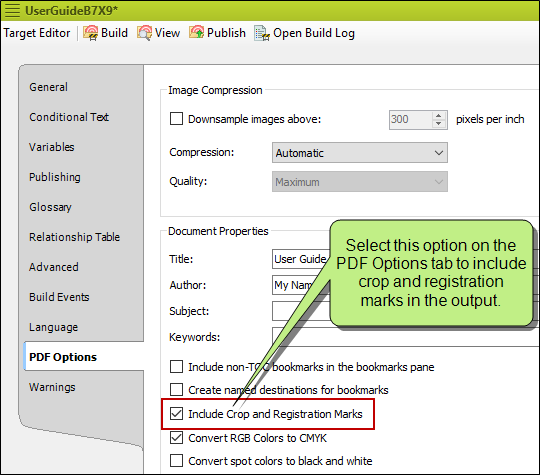 UserGuideB7X9*
Target Editor Build View Publish Open Build Log
General
Conditional Text
Variables
Publishing
Glossary
Relationship Table
Advanced
Build Events
Language
PDF Options
Warnings
Image Compression
Downsample images above: 300 pixels per inch
Compression: Automatic
Quality: Maximum
Document Properties
Title: User Guide
Author: My Nam
Subject:
Keywords:
Select this option on the
PDF Options tab to include
crop and registration
marks in the output.
Include non-TOC bookmarks in the bookmarks pane
Create named destinations for bookmarks
Include Crop and Registration Marks
Convert RGB Colors to CMYK
Convert spot colors to black and white